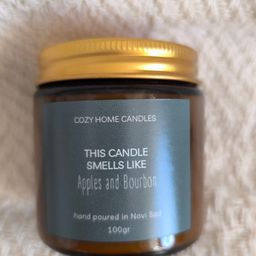 COZY HOME CANDLES
THIS CANDLE
SMELLS LIKE
Apples and Bourbon
Hand poured in Novi Sad
100gr